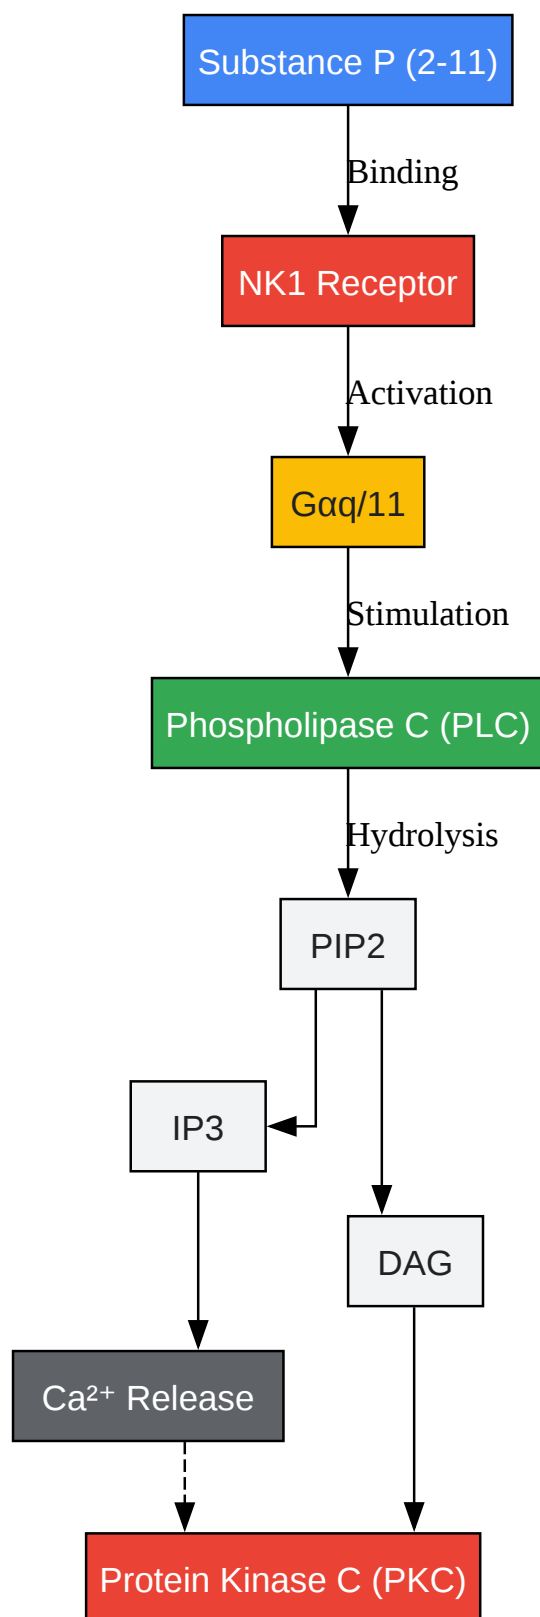 Substance P (2-11)
Binding
NK1 Receptor
Activation
Gαq/11
Stimulation
Phospholipase C (PLC)
Hydrolysis
PIP2
IP3
DAG
Ca²⁺ Release
Protein Kinase C (PKC)